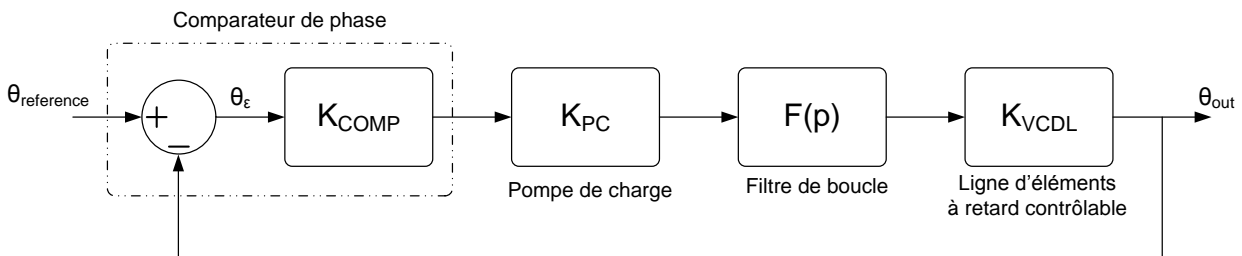 Comparateur de phase
θreference
+
−
θε
KCOMP
KPC
F(p)
KVCDL
θout
Pompe de charge
Filtre de boucle
Ligne d'éléments
à retard contrôlable